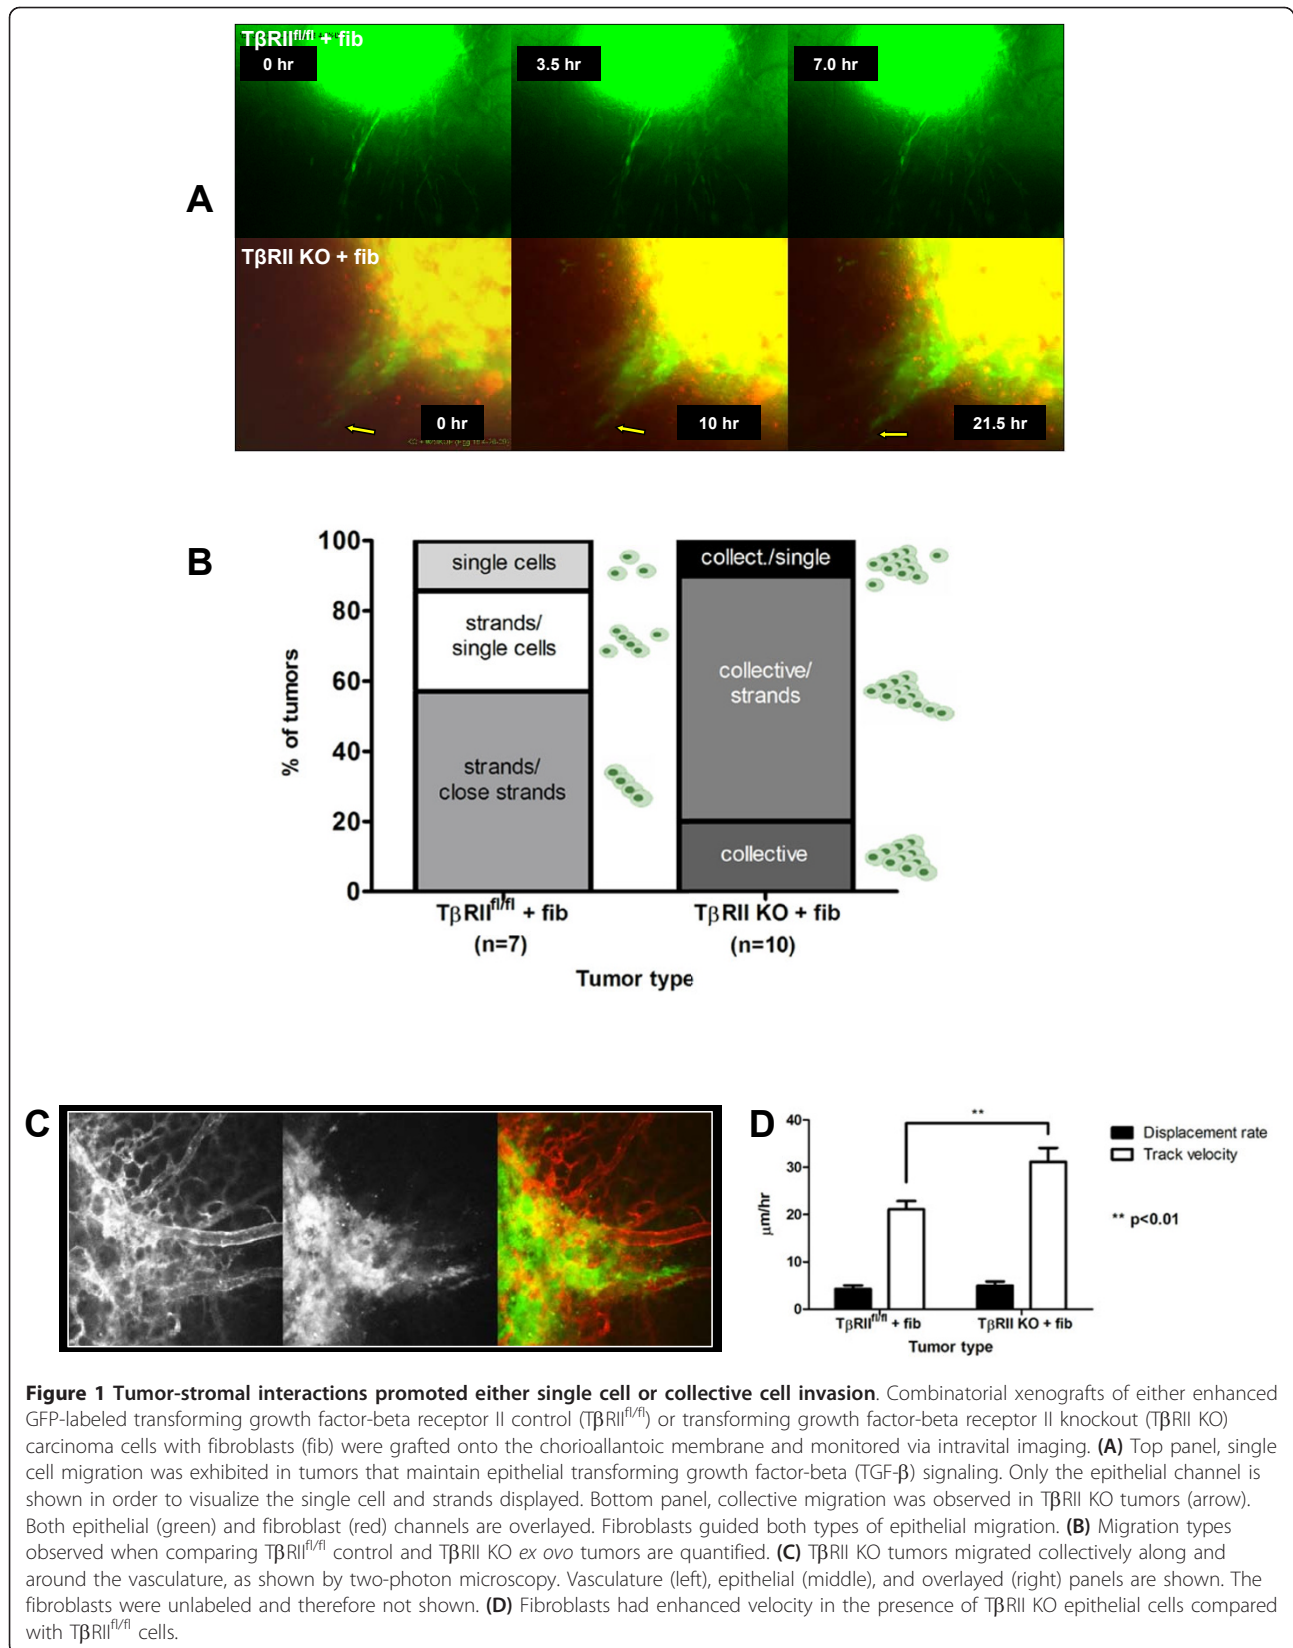 TβRII^fl/fl + fib
0 hr
3.5 hr
7.0 hr
A
TβRII KO + fib
0 hr
10 hr
21.5 hr
B
100
80
60
40
20
0
% of tumors
single cells
strands/
single cells
strands/
close strands
collect./single
collective/
strands
collective
TβRII^fl/fl + fib
(n=7)
TβRII KO + fib
(n=10)
Tumor type
C
D
40
30
20
10
0
μm/hr
**
Displacement rate
Track velocity
** p<0.01
TβRII^fl/fl + fib
TβRII KO + fib
Tumor type
Figure 1 Tumor-stromal interactions promoted either single cell or collective cell invasion. Combinatorial xenografts of either enhanced
GFP-labeled transforming growth factor-beta receptor II control (TβRII^fl/fl) or transforming growth factor-beta receptor II knockout (TβRII KO)
carcinoma cells with fibroblasts (fib) were grafted onto the chorioallantoic membrane and monitored via intravital imaging. (A) Top panel, single
cell migration was exhibited in tumors that maintain epithelial transforming growth factor-beta (TGF-β) signaling. Only the epithelial channel is
shown in order to visualize the single cell and strands displayed. Bottom panel, collective migration was observed in TβRII KO tumors (arrow).
Both epithelial (green) and fibroblast (red) channels are overlayed. Fibroblasts guided both types of epithelial migration. (B) Migration types
observed when comparing TβRII^fl/fl control and TβRII KO ex ovo tumors are quantified. (C) TβRII KO tumors migrated collectively along and
around the vasculature, as shown by two-photon microscopy. Vasculature (left), epithelial (middle), and overlayed (right) panels are shown. The
fibroblasts were unlabeled and therefore not shown. (D) Fibroblasts had enhanced velocity in the presence of TβRII KO epithelial cells compared
with TβRII^fl/fl cells.